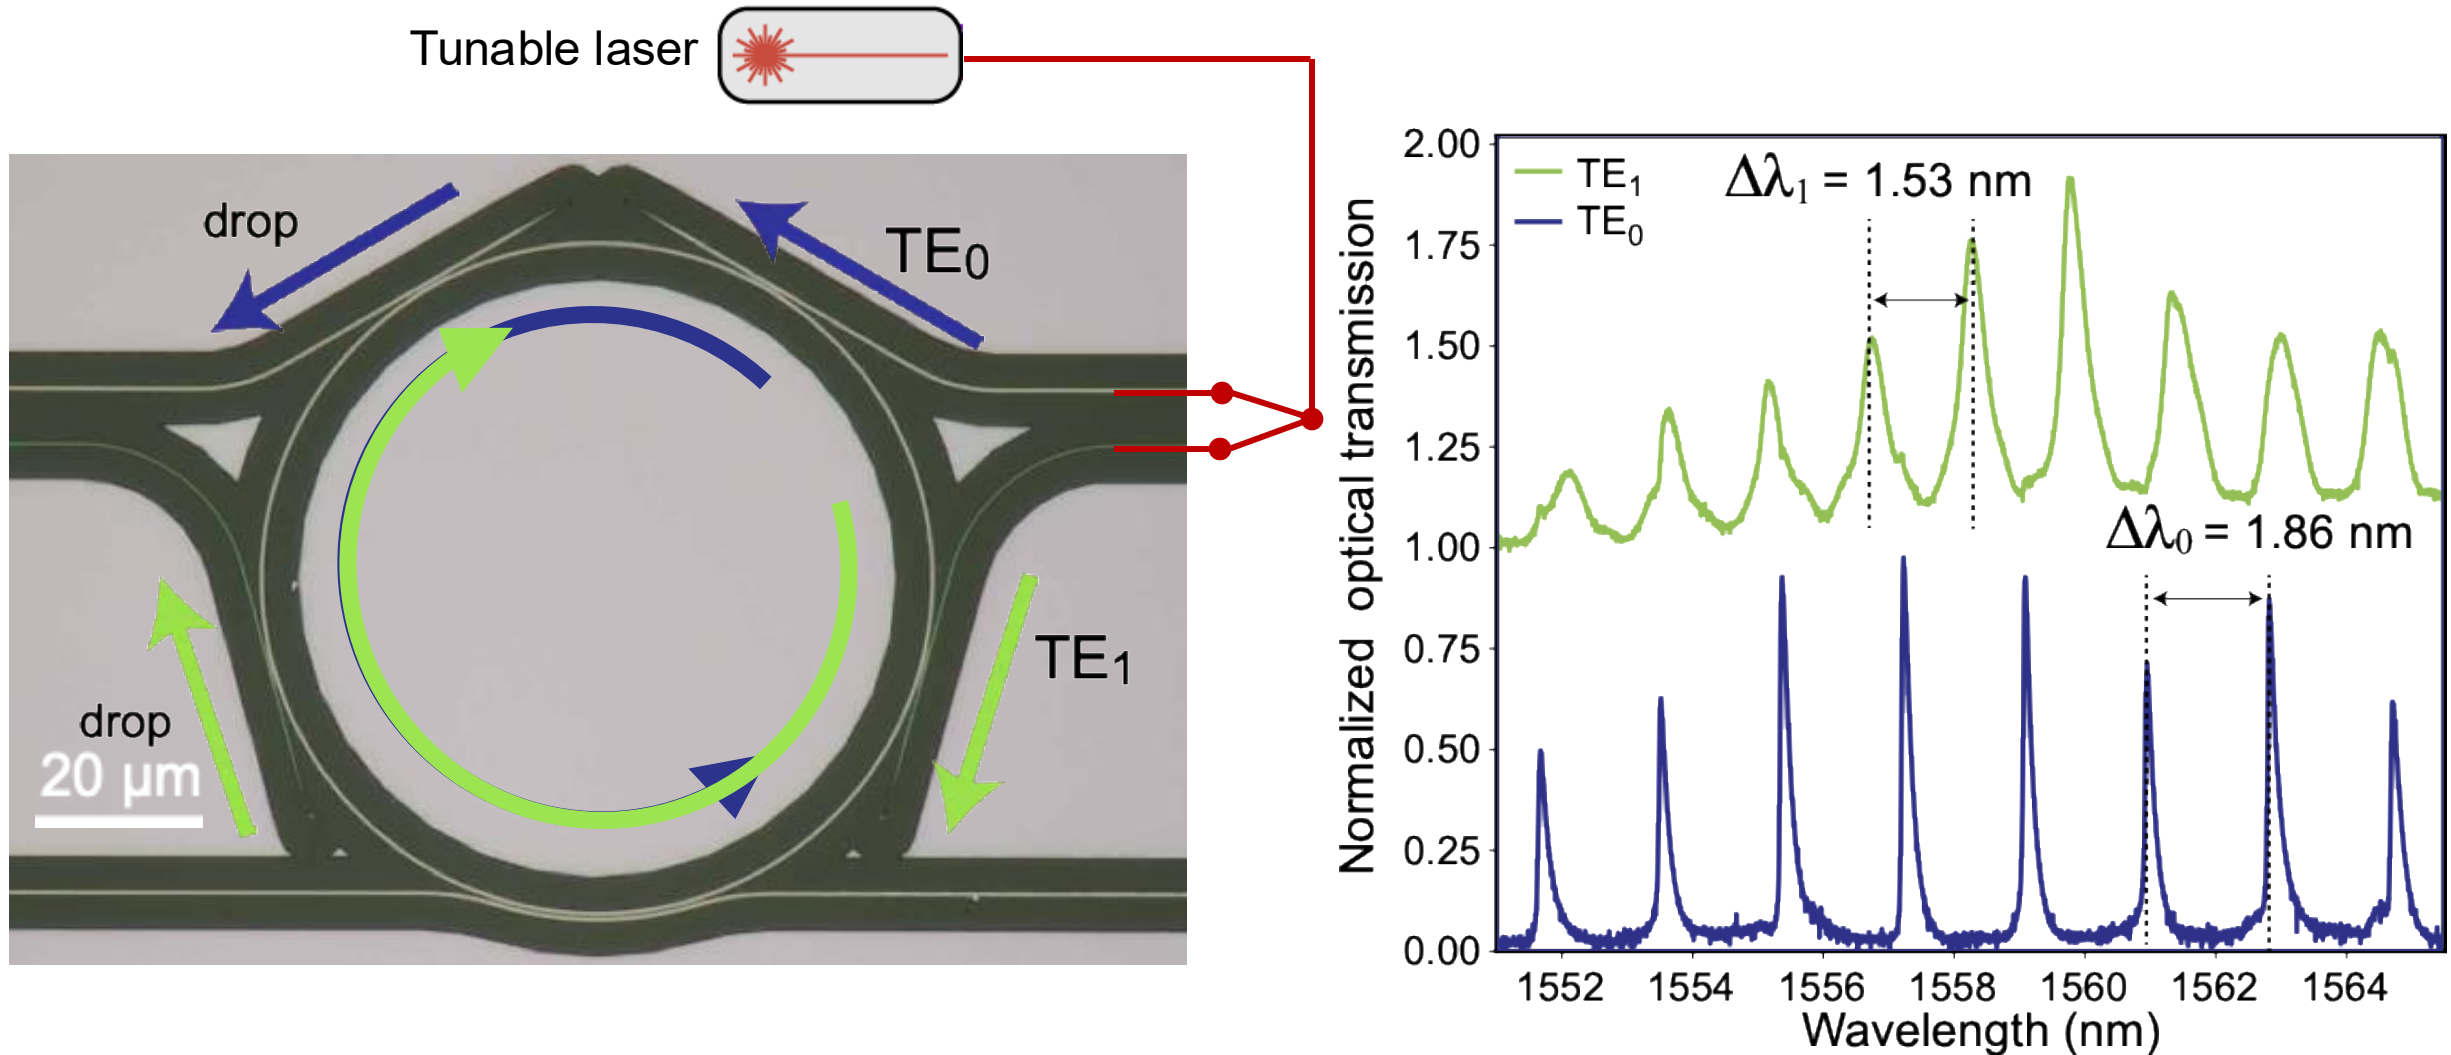 Tunable laser
drop
TE₀
TE₁
drop
20 µm
Normalized optical transmission
2.00
1.75
1.50
1.25
1.00
0.75
0.50
0.25
0.00
TE₁
TE₀
Δλ₁ = 1.53 nm
Δλ₀ = 1.86 nm
1552 1554 1556 1558 1560 1562 1564
Wavelength (nm)